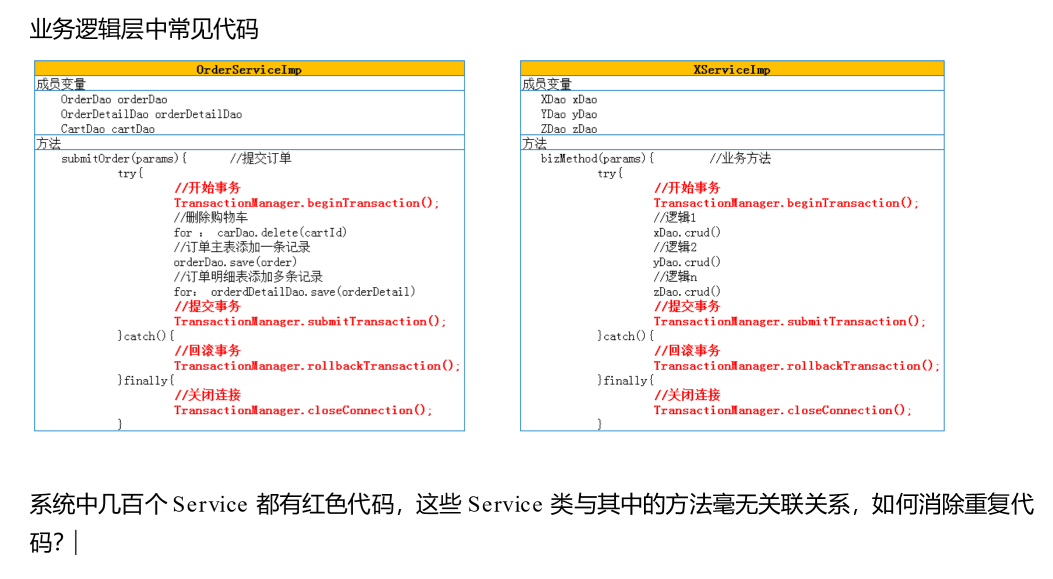 业务逻辑层中常见代码
OrderServiceImp
成员变量
OrderDao orderDao
OrderDetailDao orderDetailDao
CartDao cartDao
方法
submitOrder(params){ //提交订单
try{
//开始事务
TransactionManager.beginTransaction();
//删除购物车
for : carDao.delete(cartId)
//订单主表添加一条记录
orderDao.save(order)
//订单明细表添加多条记录
for: orderdDetailDao.save(orderDetail)
//提交事务
TransactionManager.submitTransaction();
}catch(){
//回滚事务
TransactionManager.rollbackTransaction();
}finally{
//关闭连接
TransactionManager.closeConnection();
}
XServiceImp
成员变量
XDao xDao
YDao yDao
ZDao zDao
方法
bizMethod(params){ //业务方法
try{
//开始事务
TransactionManager.beginTransaction();
//逻辑1
xDao.crud()
//逻辑2
yDao.crud()
//逻辑n
zDao.crud()
//提交事务
TransactionManager.submitTransaction();
}catch(){
//回滚事务
TransactionManager.rollbackTransaction();
}finally{
//关闭连接
TransactionManager.closeConnection();
}
系统中几百个 Service 都有红色代码，这些 Service 类与其中的方法毫无关联关系，如何消除重复代
码？